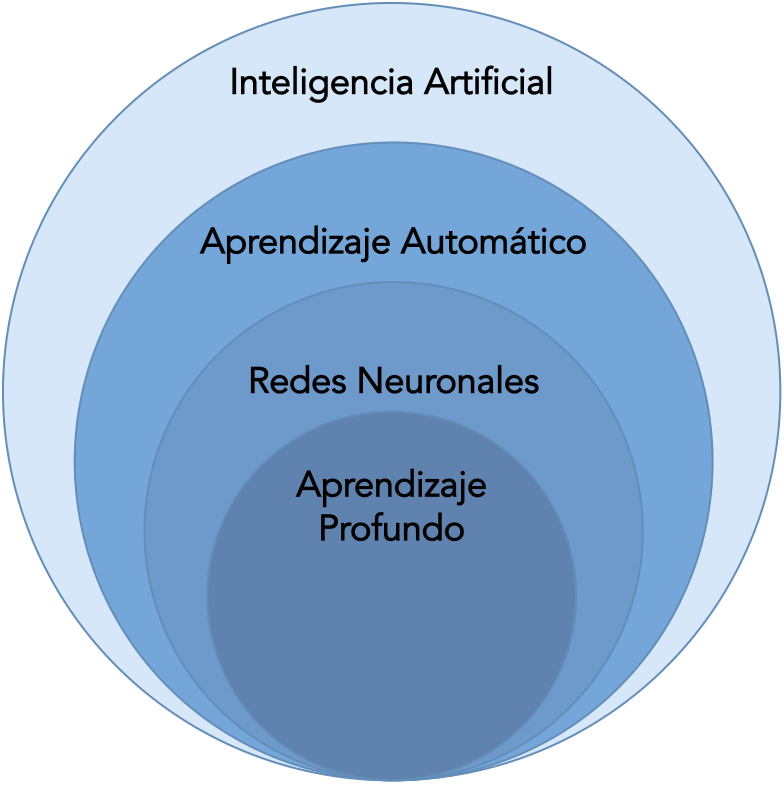 Inteligencia Artificial
Aprendizaje Automático
Redes Neuronales
Aprendizaje
Profundo